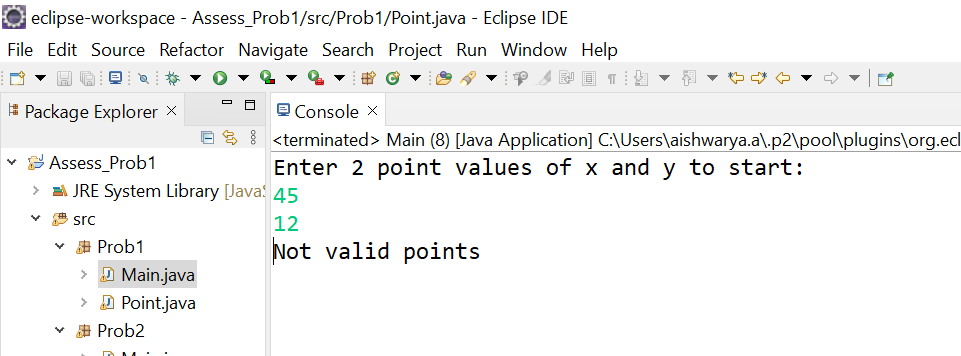 eclipse-workspace - Assess_Prob1/src/Prob1/Point.java - Eclipse IDE
File Edit Source Refactor Navigate Search Project Run Window Help
Package Explorer
Assess_Prob1
JRE System Library [JavaS
src
Prob1
Main.java
Point.java
Prob2
Console
<terminated> Main (8) [Java Application] C:\Users\aishwarya.a\.p2\pool\plugins\org.ecl
Enter 2 point values of x and y to start:
45
12
Not valid points